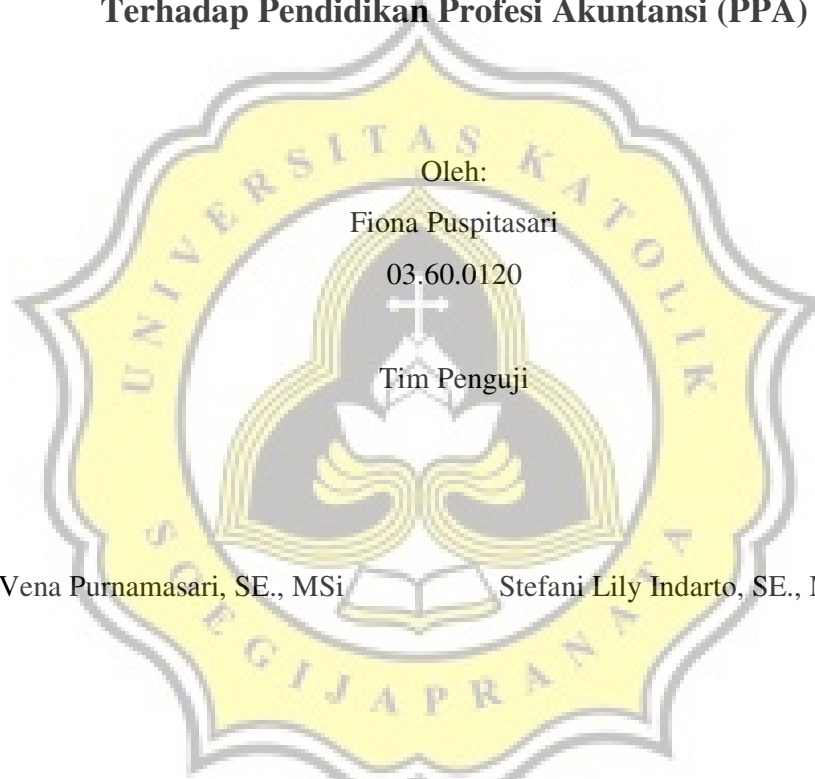 Terhadap Pendidikan Profesi Akuntansi (PPA)
UNIVERSITAS KATOLIK
Oleh:
Fiona Puspitasari
03.60.0120
Tim Penguji
Vena Purnamasari, SE., MSi Stefani Lily Indarto, SE.,
SOEGIJAPRANATA